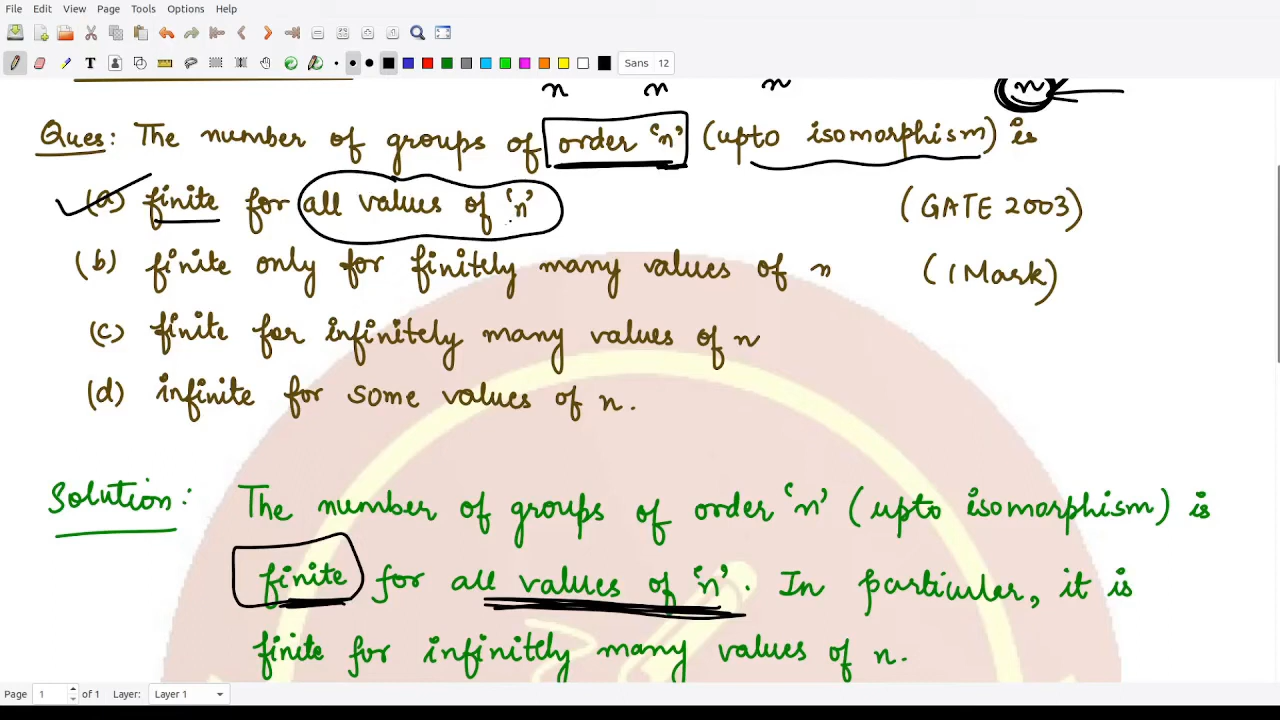 File Edit View Page Tools Options Help
Sans 12
n n n n
Ques: The number of groups of order 'n' (upto isomorphism) is
(a) finite for all values of 'n' (GATE 2003)
(b) finite only for finitely many values of n (1 Mark)
(c) finite for infinitely many values of n
(d) infinite for some values of n.
Solution: The number of groups of order 'n' (upto isomorphism) is
finite for all values of 'n'. In particular, it is
finite for infinitely many values of n.
Page 1 of 1 Layer: Layer 1